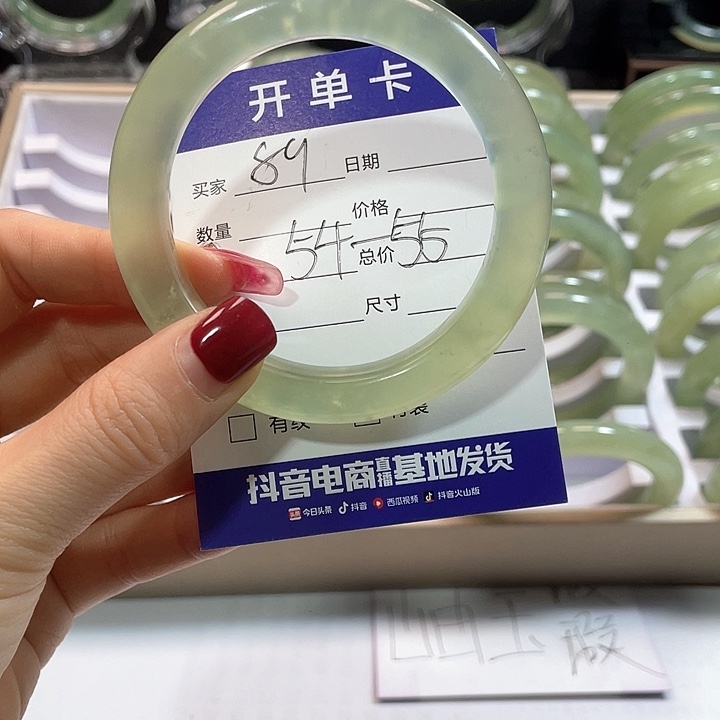 开单卡
买家 89 日期
数量 价格
54-55
总价
尺寸
抖音电商直播基地发货
今日头条 抖音 西瓜视频 抖音火山版